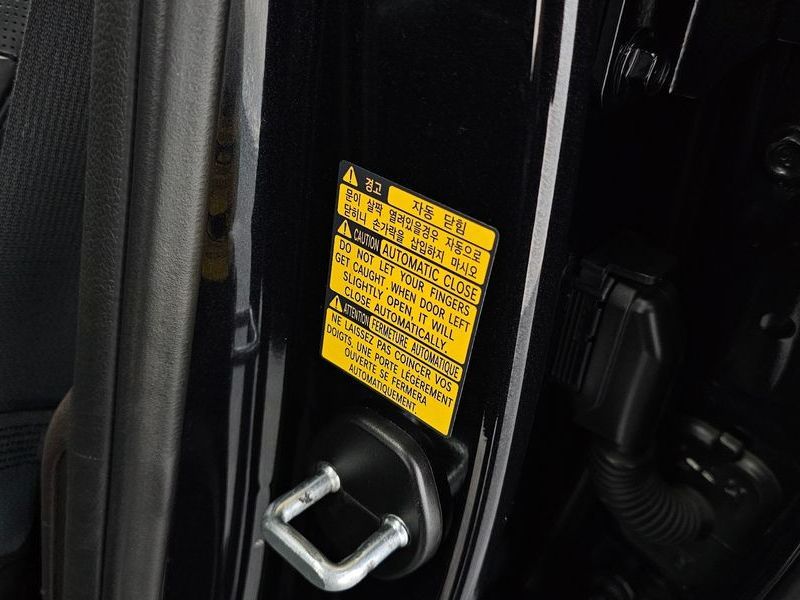 경고 자동 닫힘
문이 살짝 열려있을경우 자동으로
닫히니 손가락을 삽입하지 마시오
CAUTION AUTOMATIC CLOSE
DO NOT LET YOUR FINGERS
GET CAUGHT. WHEN DOOR LEFT
SLIGHTLY OPEN, IT WILL
CLOSE AUTOMATICALLY.
ATTENTION FERMETURE AUTOMATIQUE
NE LAISSEZ PAS COINCER VOS
DOIGTS, UNE PORTE LÉGÈREMENT
OUVERTE SE FERMERA
AUTOMATIQUEMENT.